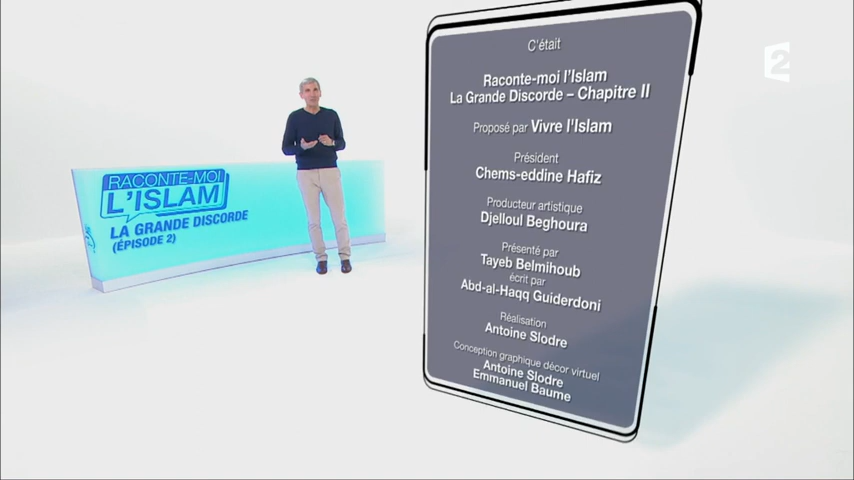 2
RACONTE-MOI
L'ISLAM
LA GRANDE DISCORDE
(ÉPISODE 2)
C'était
Raconte-moi l'Islam
La Grande Discorde – Chapitre II
Proposé par Vivre l'Islam
Président
Chems-eddine Hafiz
Producteur artistique
Djelloul Beghoura
Présenté par
Tayeb Belmihoub
écrit par
Abd-al-Haqq Guiderdoni
Réalisation
Antoine Slodre
Conception graphique décor virtuel
Antoine Slodre
Emmanuel Baume